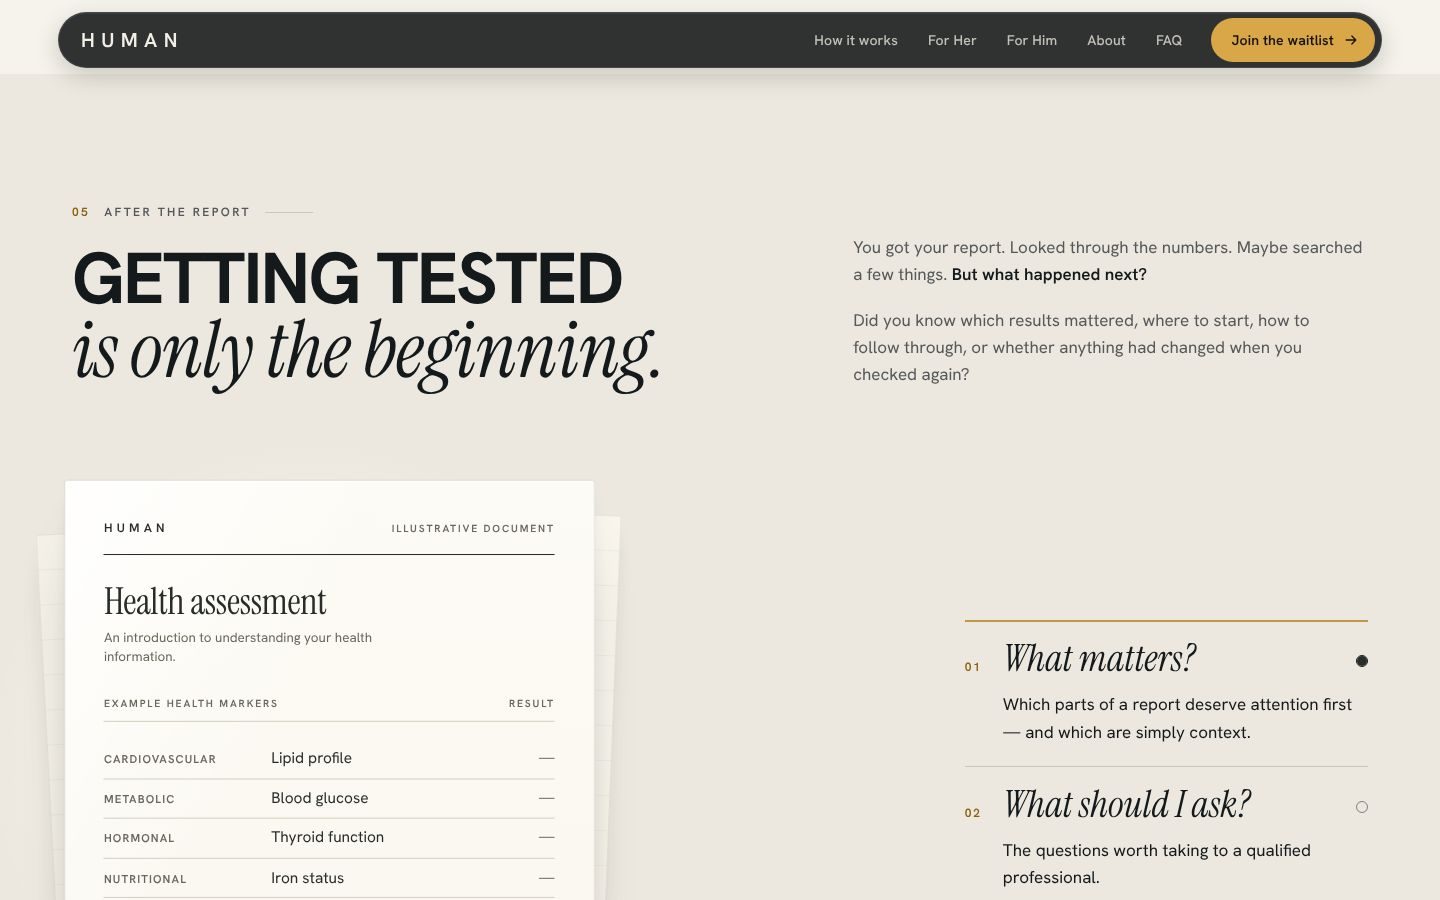 HUMAN
How it works
For Her
For Him
About
FAQ
Join the waitlist →
05 AFTER THE REPORT
GETTING TESTED
is only the beginning.
You got your report. Looked through the numbers. Maybe searched
a few things. But what happened next?
Did you know which results mattered, where to start, how to
follow through, or whether anything had changed when you
checked again?
HUMAN
ILLUSTRATIVE DOCUMENT
Health assessment
An introduction to understanding your health
information.
EXAMPLE HEALTH MARKERS RESULT
CARDIOVASCULAR Lipid profile —
METABOLIC Blood glucose —
HORMONAL Thyroid function —
NUTRITIONAL Iron status —
01 What matters?
Which parts of a report deserve attention first
— and which are simply context.
02 What should I ask?
The questions worth taking to a qualified
professional.